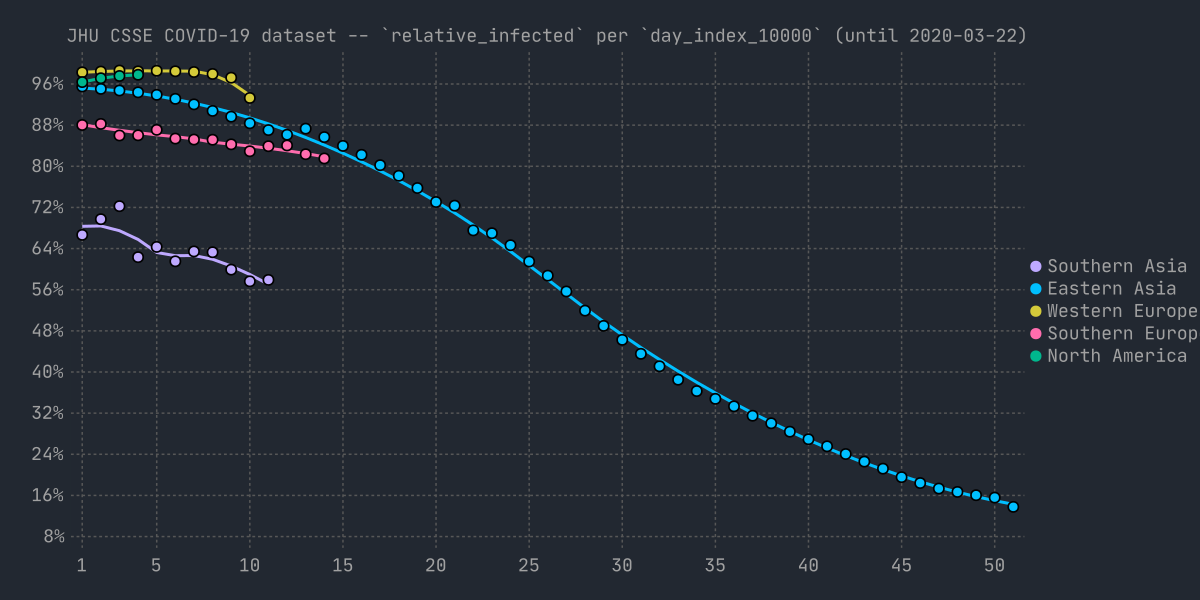 JHU CSSE COVID-19 dataset -- `relative_infected` per `day_index_10000` (until 2020-03-22)
96%
88%
80%
72%
64%
56%
48%
40%
32%
24%
16%
8%
1 5 10 15 20 25 30 35 40 45 50
Southern Asia
Eastern Asia
Western Europe
Southern Europ
North America